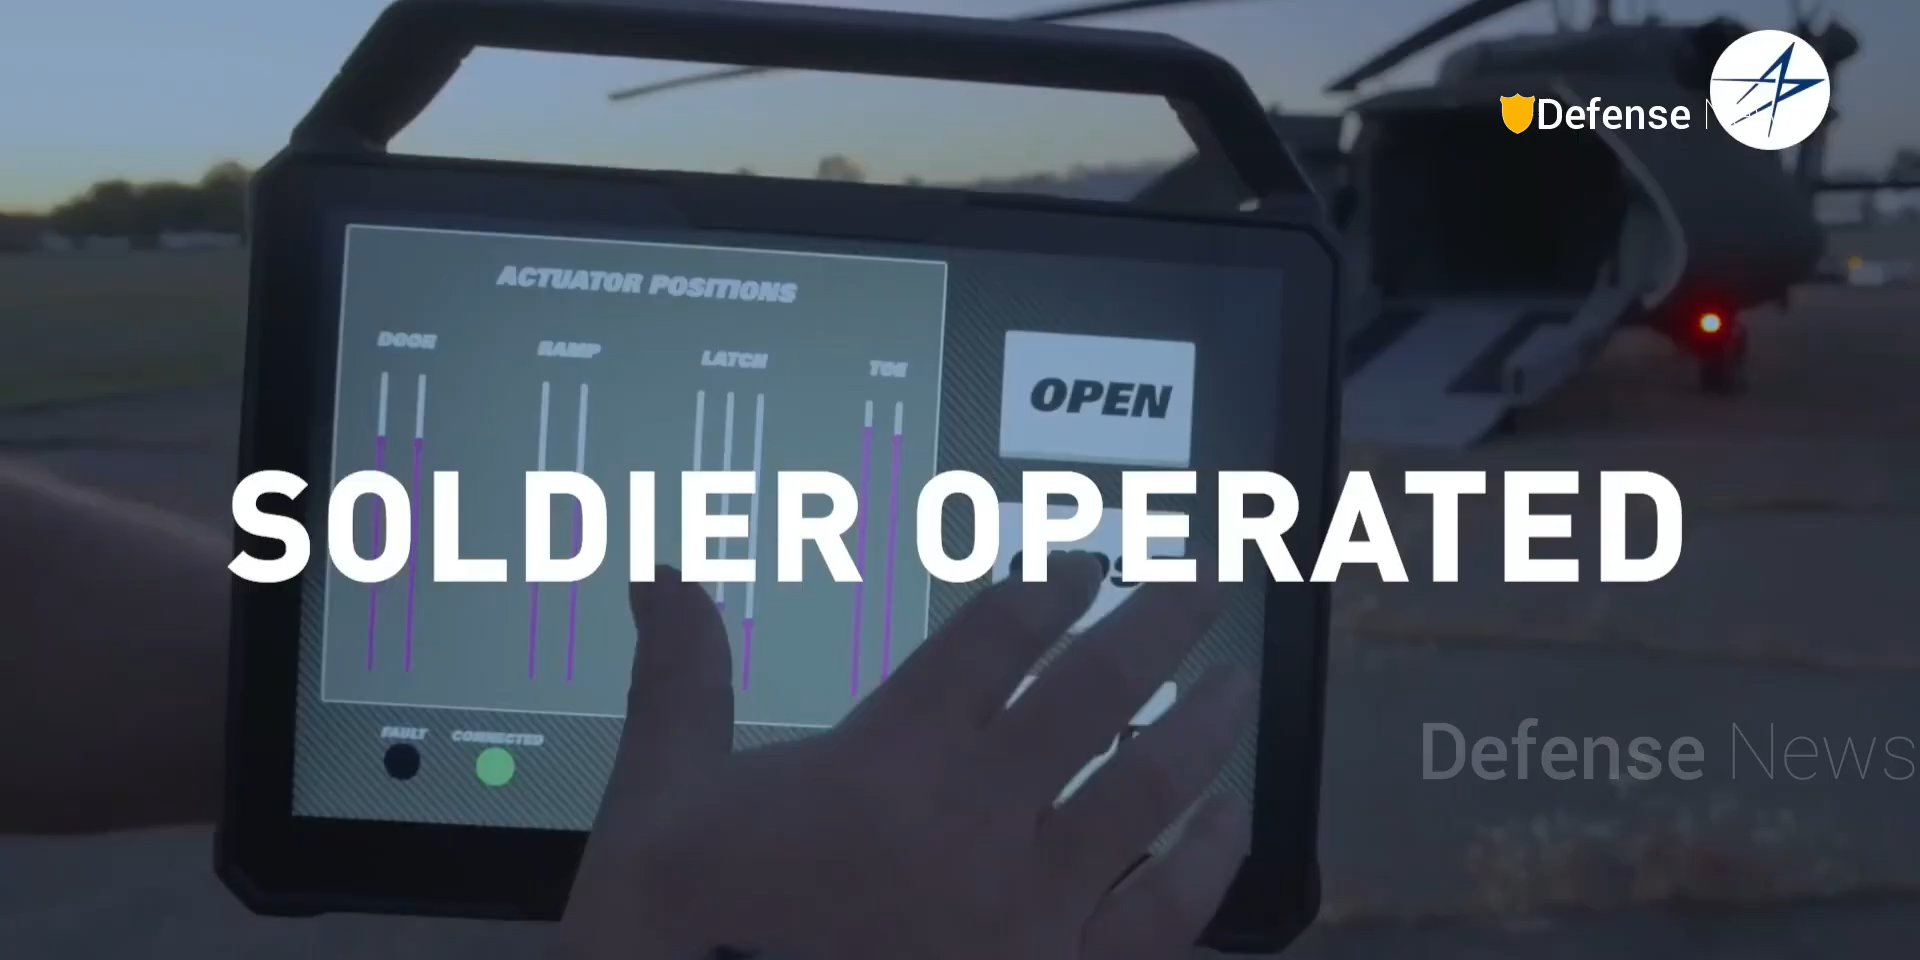 Defense
ACTUATOR POSITIONS
DOOR RAMP LATCH TOE
OPEN
SOLDIER OPERATED
FAULT CONNECTED
Defense News